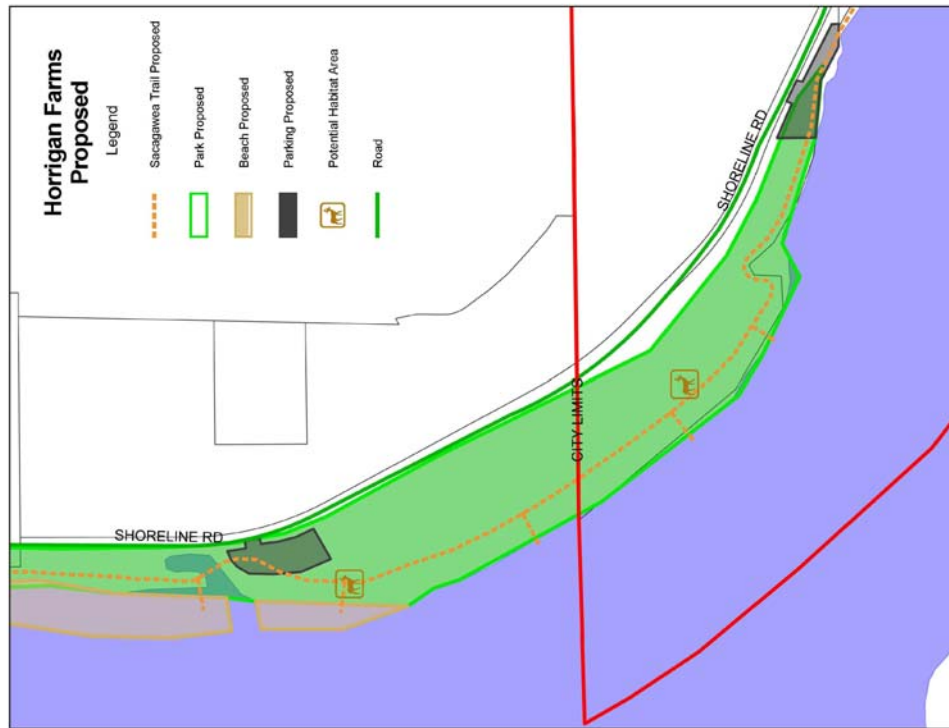 Horrigan Farms
Proposed
Legend
Sacagawea Trail Proposed
Park Proposed
Beach Proposed
Parking Proposed
Potential Habitat Area
Road
SHORELINE RD
CITY LIMITS
SHORELINE RD